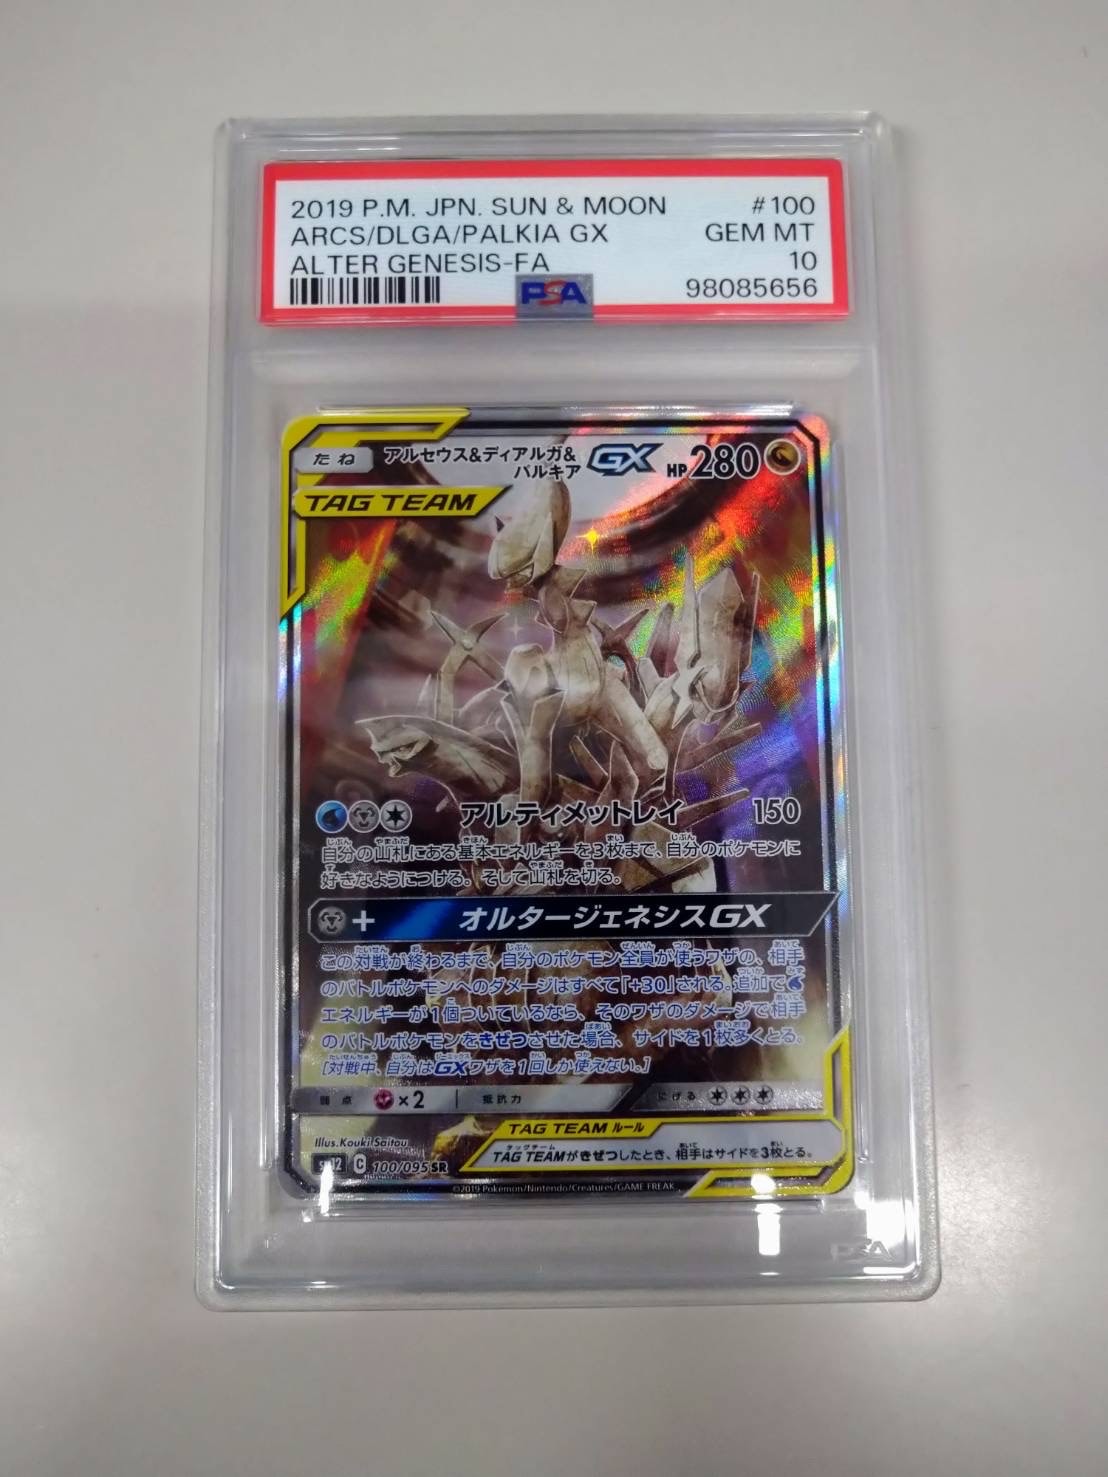 2019 P.M. JPN. SUN & MOON #100
ARCS/DLGA/PALKIA GX GEM MT
ALTER GENESIS-FA 10
PSA 98085656
たね アルセウス&ディアルガ&パルキア GX HP 280
TAG TEAM
アルティメットレイ 150
自分の山札にある基本エネルギーを3枚まで、自分のポケモンに
好きなようにつける。そして山札を切る。
+ オルタージェネシスGX
この対戦が終わるまで、自分のポケモン全員が使うワザの、相手
のバトルポケモンへのダメージはすべて「+30」される。追加で
エネルギーが1個ついているなら、そのワザのダメージで相手
のバトルポケモンをきぜつさせた場合、サイドを1枚多くとる。
[対戦中、自分はGXワザを1回しか使えない。]
弱点 ×2 抵抗力 にげる
TAG TEAM ルール
TAG TEAMがきぜつしたとき、相手はサイドを3枚とる。
Illus.Kouki Saitou
C 100/095 SR
©2019 Pokémon/Nintendo/Creatures/GAME FREAK
PSA